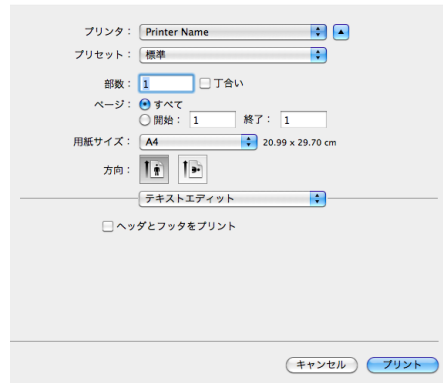 プリンタ： Printer Name
プリセット： 標準
部数： 1 丁合い
ページ： すべて
開始： 1 終了： 1
用紙サイズ： A4 20.99 x 29.70 cm
方向：
テキストエディット
ヘッダとフッタをプリント
キャンセル プリント